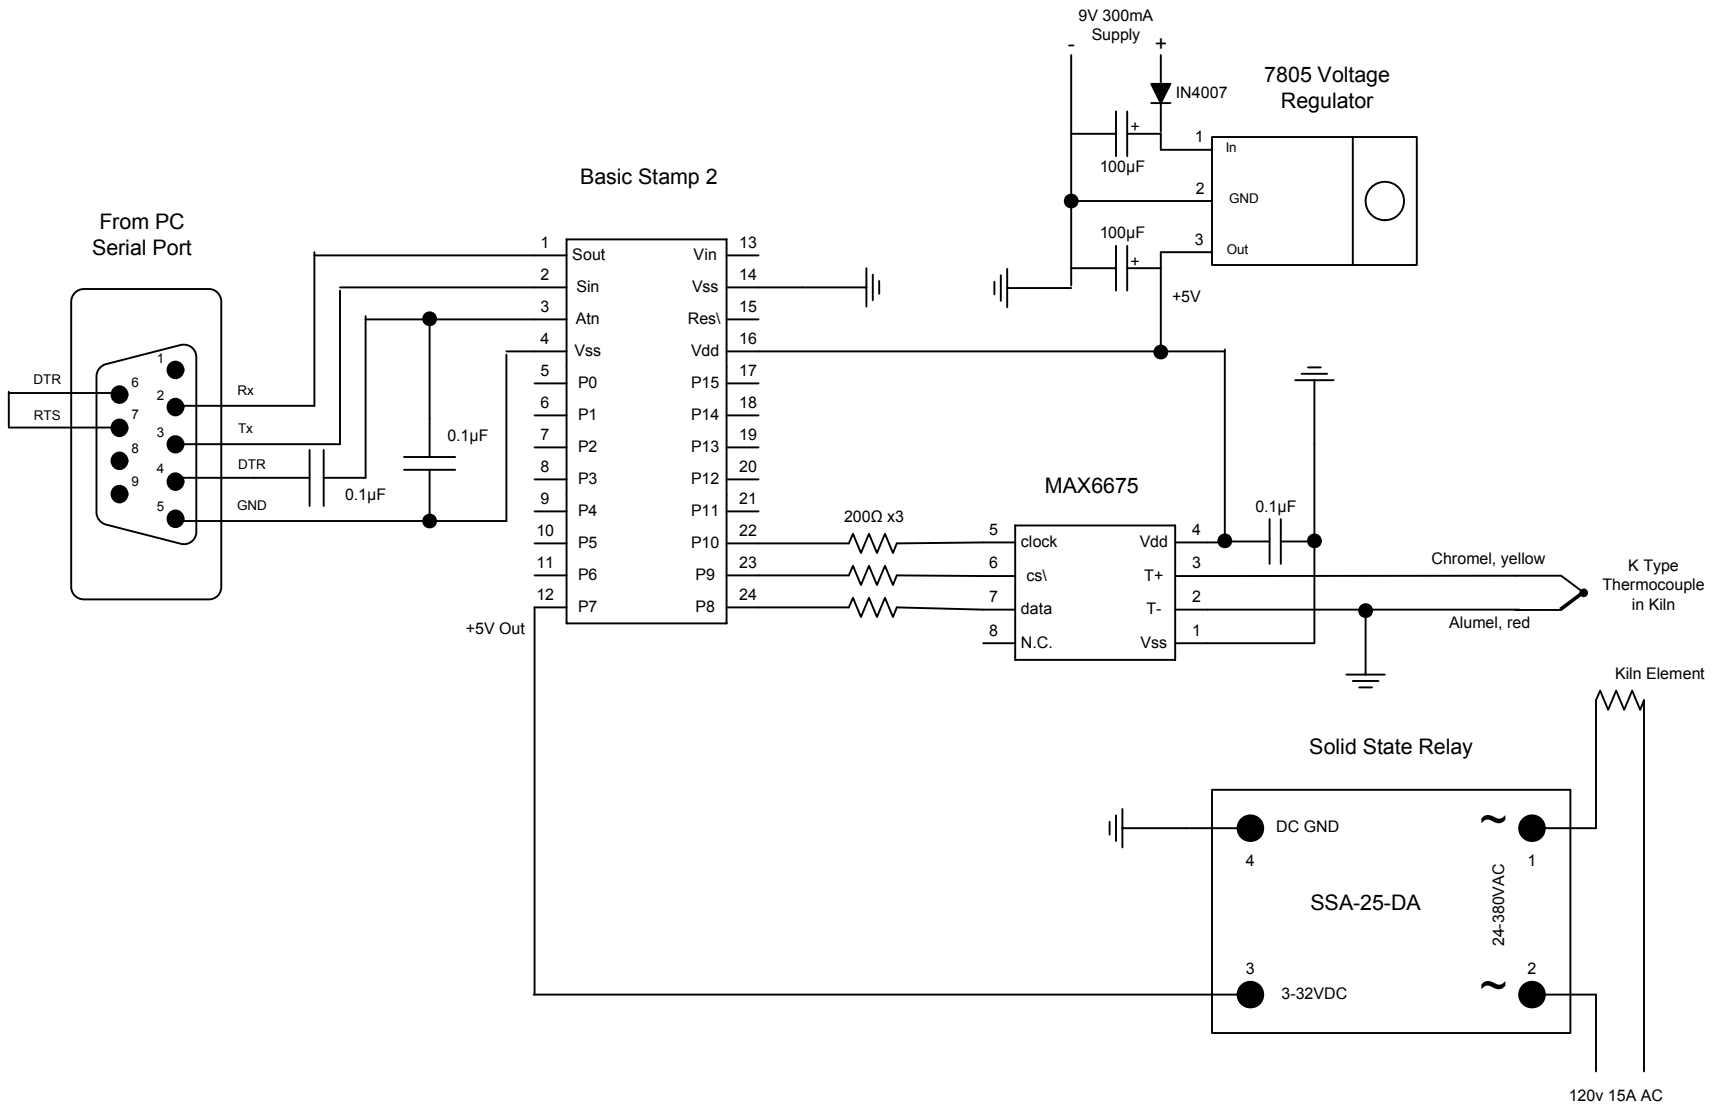 9V 300mA
Supply
-
+
IN4007
7805 Voltage
Regulator
+
100µF
1
In
2
GND
100µF
+
3
Out
+5V
Basic Stamp 2
From PC
Serial Port
1
Sout
2
Sin
3
Atn
4
Vss
5
P0
6
P1
7
P2
8
P3
9
P4
10
P5
11
P6
12
P7
Vin
13
Vss
14
Res\
15
Vdd
16
P15
17
P14
18
P13
19
P12
20
P11
21
P10
22
P9
23
P8
24
DTR
RTS
1
6
2
7
3
8
4
9
5
Rx
Tx
DTR
GND
0.1µF
0.1µF
+5V Out
200Ω x3
MAX6675
5
clock
6
cs\
7
data
8
N.C.
Vdd
4
T+
3
T-
2
Vss
1
0.1µF
Chromel, yellow
Alumel, red
K Type
Thermocouple
in Kiln
Kiln Element
Solid State Relay
DC GND
4
~
1
SSA-25-DA
24-380VAC
3
3-32VDC
~
2
120v 15A AC